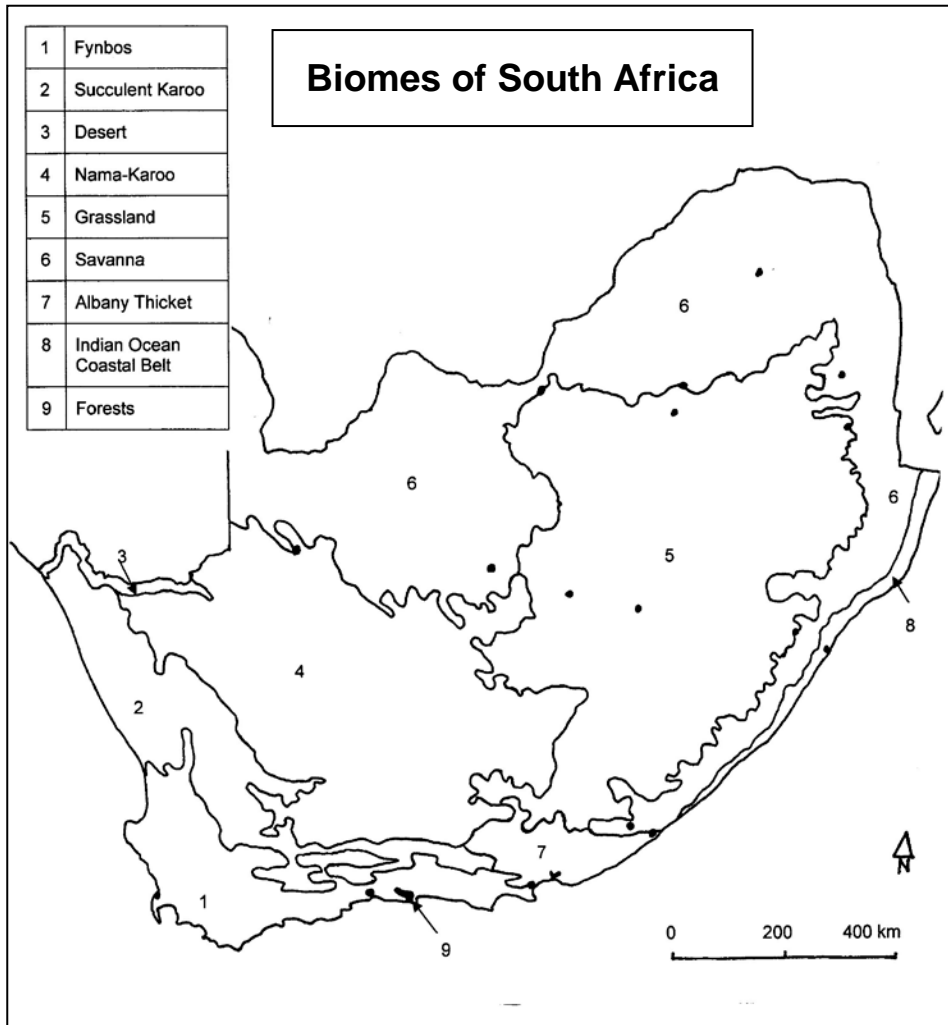 Biomes of South Africa
1 Fynbos
2 Succulent Karoo
3 Desert
4 Nama-Karoo
5 Grassland
6 Savanna
7 Albany Thicket
8 Indian Ocean
Coastal Belt
9 Forests
6
6
6
3
5
8
4
2
7
1
9
N
0 200 400 km